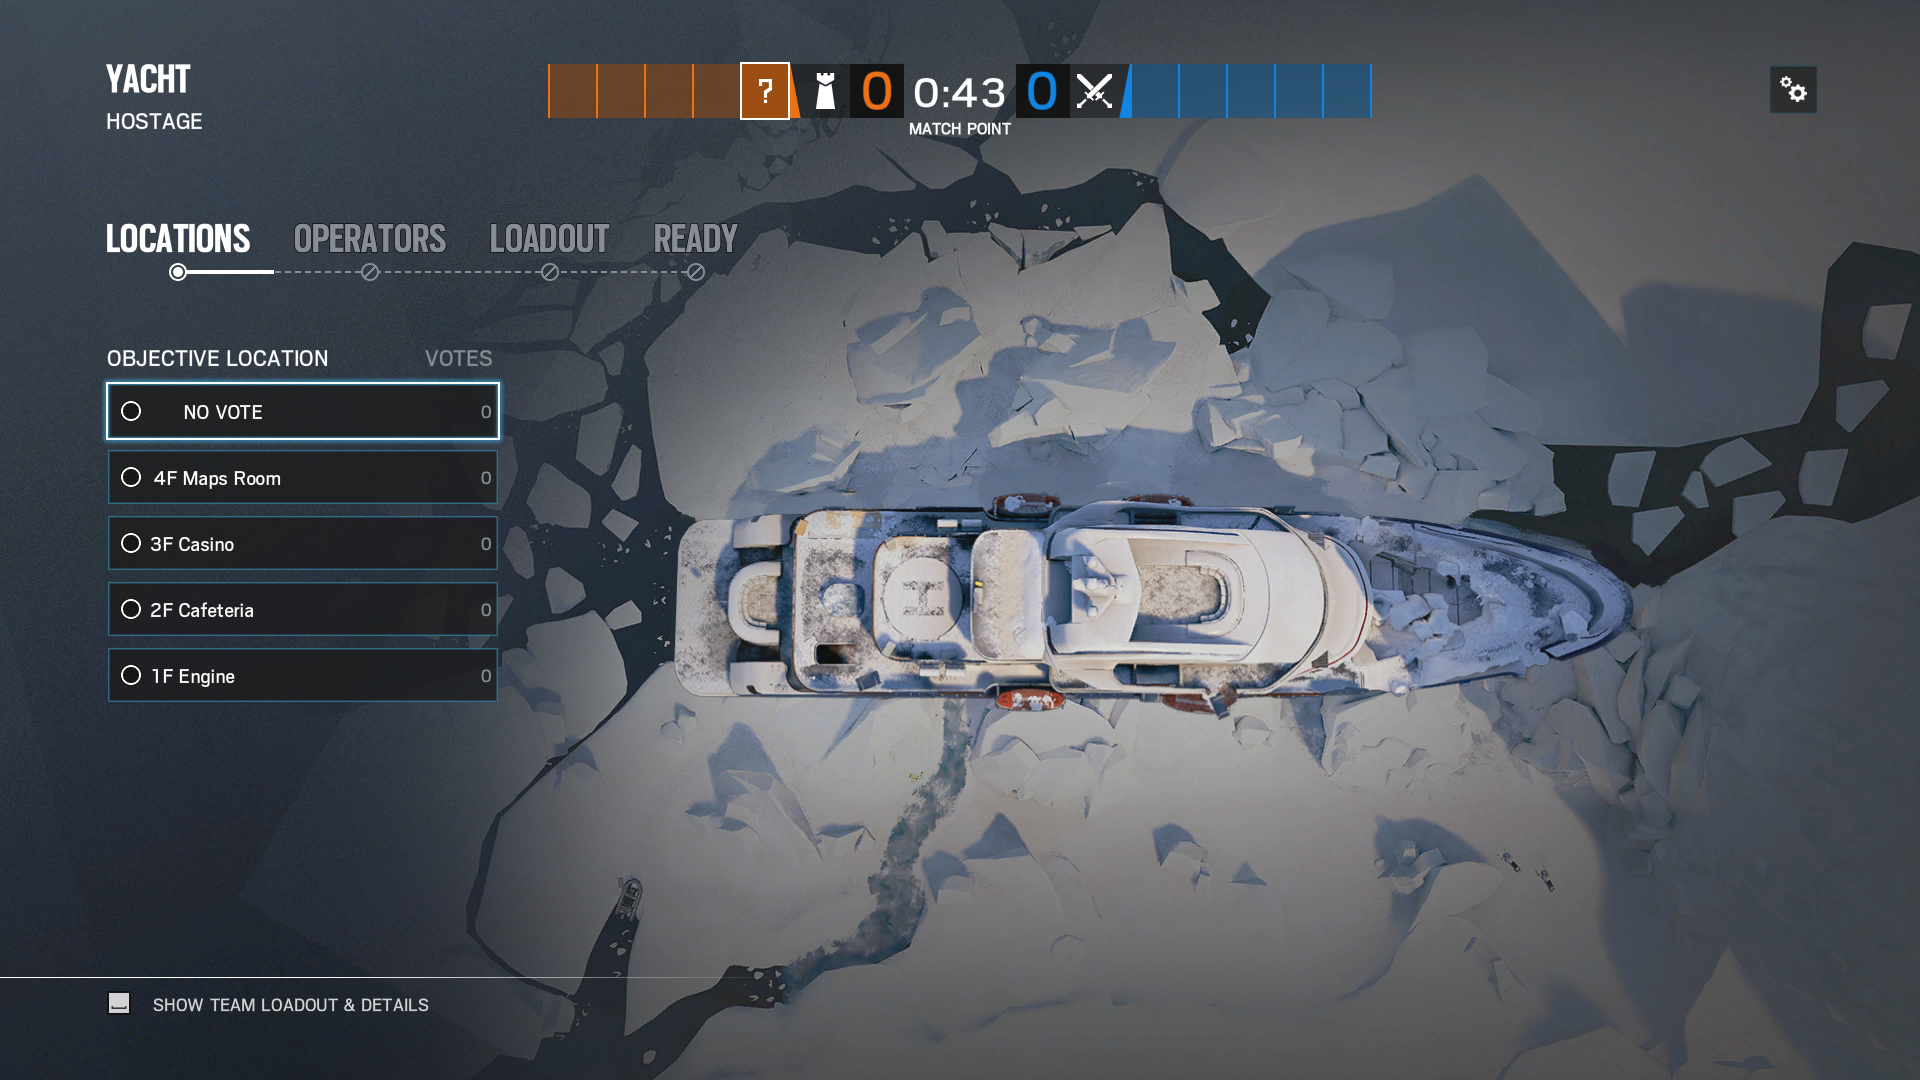 YACHT
HOSTAGE
? 0 0:43 0
MATCH POINT
LOCATIONS OPERATORS LOADOUT READY
OBJECTIVE LOCATION VOTES
NO VOTE 0
4F Maps Room 0
3F Casino 0
2F Cafeteria 0
1F Engine 0
H
SHOW TEAM LOADOUT & DETAILS